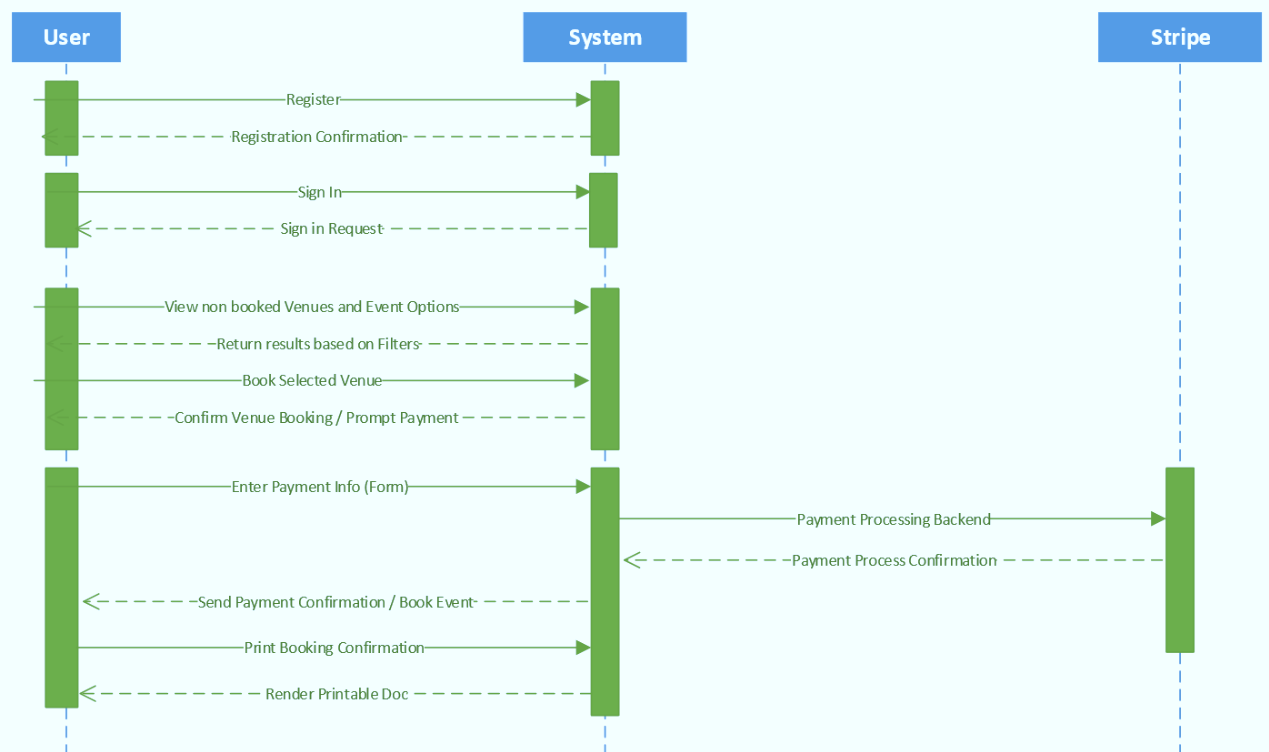 User
System
Stripe
Register
Registration Confirmation
Sign In
Sign in Request
View non booked Venues and Event Options
Return results based on Filters
Book Selected Venue
Confirm Venue Booking / Prompt Payment
Enter Payment Info (Form)
Payment Processing Backend
Payment Process Confirmation
Send Payment Confirmation / Book Event
Print Booking Confirmation
Render Printable Doc